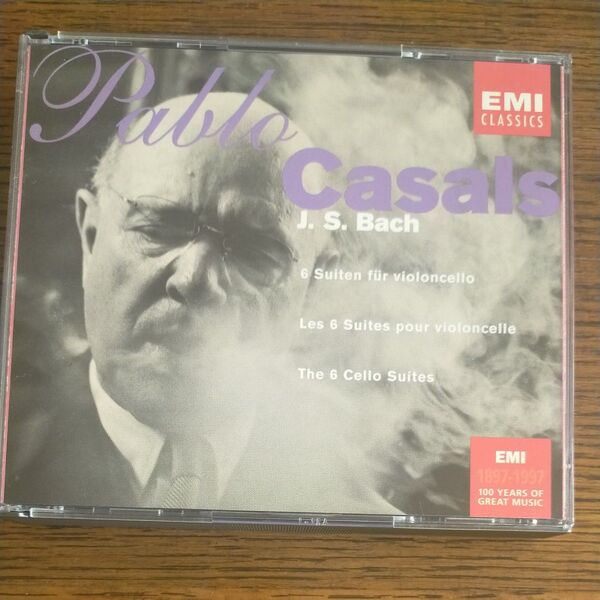 Pablo
Casals
EMI
CLASSICS
J. S. Bach
6 Suiten für violoncello
Les 6 Suites pour violoncelle
The 6 Cello Suites
EMI
1897-1997
100 YEARS OF
GREAT MUSIC